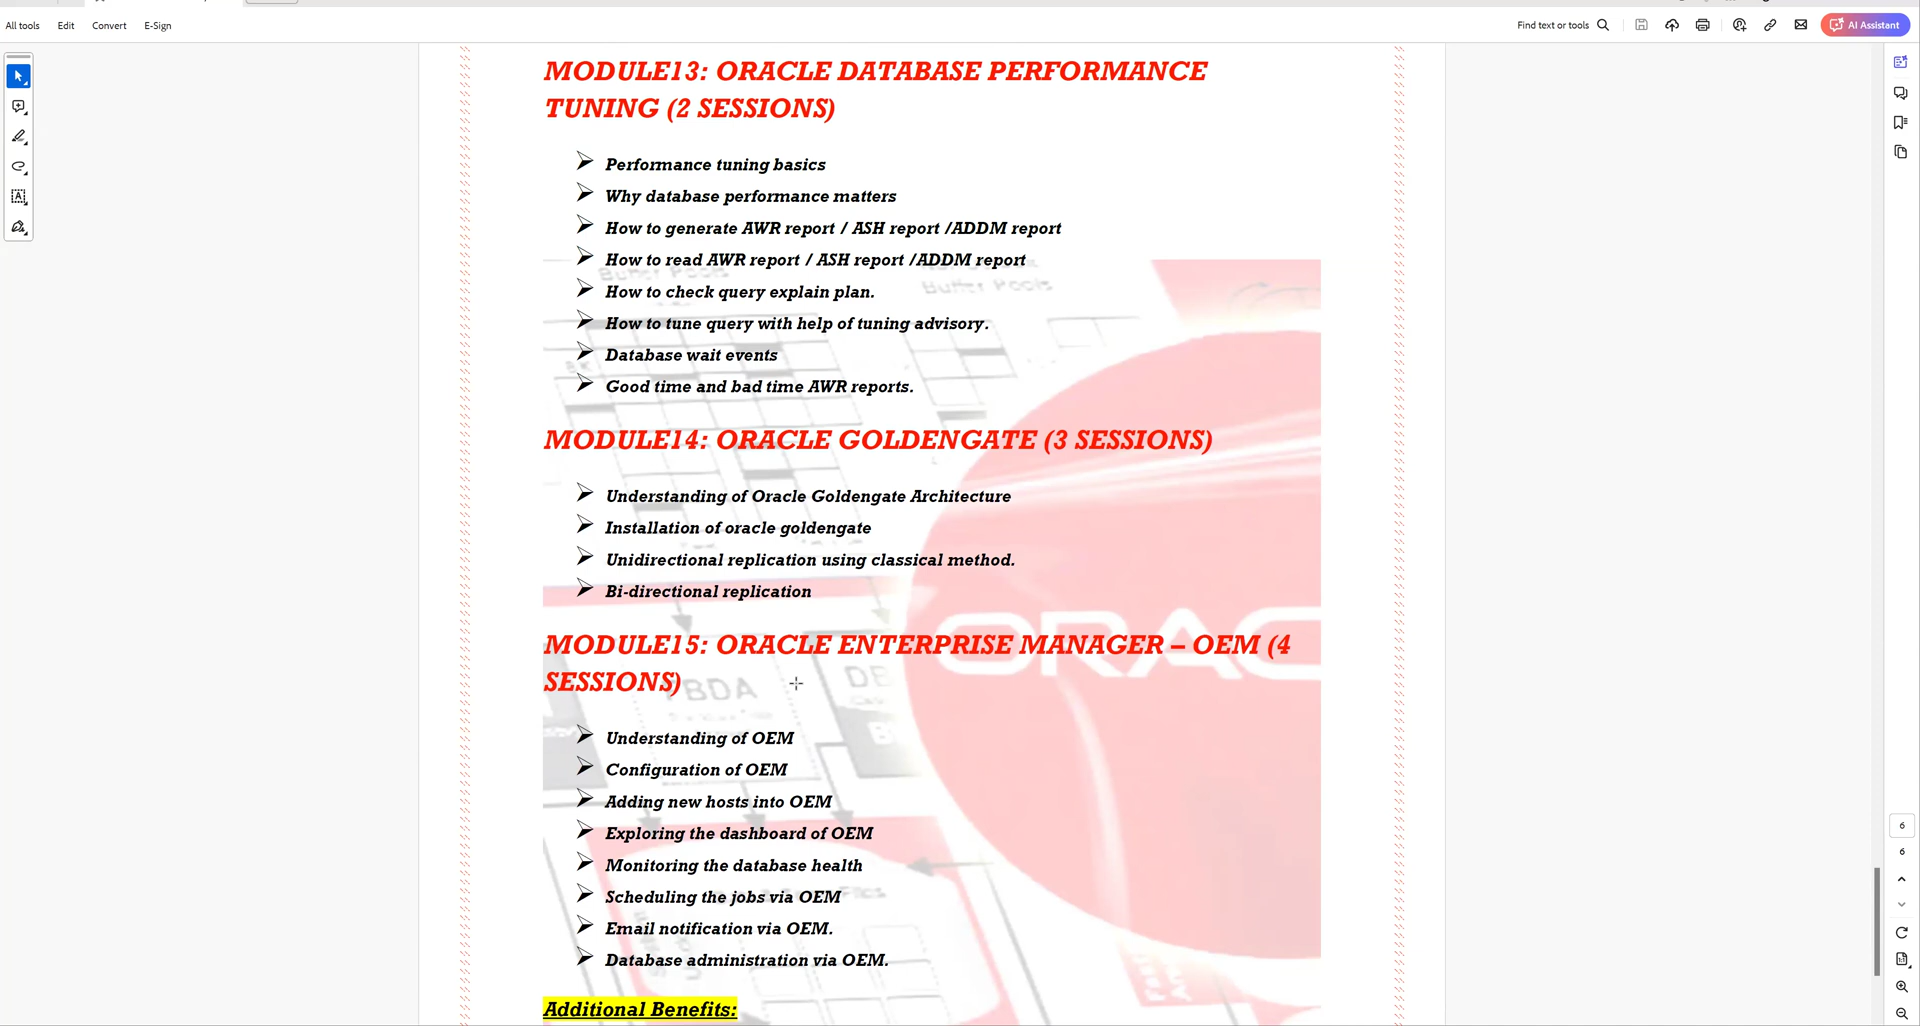 All tools Edit Convert E-Sign Find text or tools AI Assistant
MODULE13: ORACLE DATABASE PERFORMANCE
TUNING (2 SESSIONS)
Performance tuning basics
Why database performance matters
How to generate AWR report / ASH report /ADDM report
How to read AWR report / ASH report /ADDM report
Buffer Pools
Buffer Pools
How to check query explain plan.
How to tune query with help of tuning advisory.
Database wait events
Good time and bad time AWR reports.
MODULE14: ORACLE GOLDENGATE (3 SESSIONS)
Understanding of Oracle Goldengate Architecture
Installation of oracle goldengate
Unidirectional replication using classical method.
Bi-directional replication
MODULE15: ORACLE ENTERPRISE MANAGER – OEM (4
SESSIONS)
ORAC
Understanding of OEM
Configuration of OEM
Adding new hosts into OEM
Exploring the dashboard of OEM
Monitoring the database health
Scheduling the jobs via OEM
Email notification via OEM.
Database administration via OEM.
Additional Benefits:
6
6